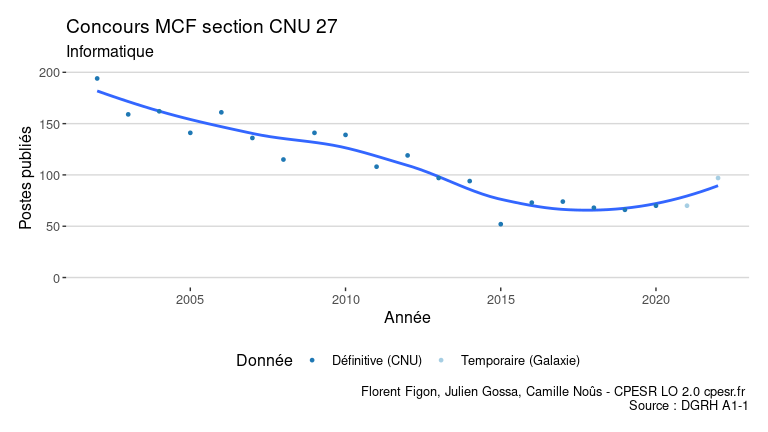 Concours MCF section CNU 27
Informatique
200
150
100
50
0
Postes publiés
2005 2010 2015 2020
Année
Donnée Définitive (CNU) Temporaire (Galaxie)
Florent Figon, Julien Gossa, Camille Noûs - CPESR LO 2.0 cpesr.fr
Source : DGRH A1-1